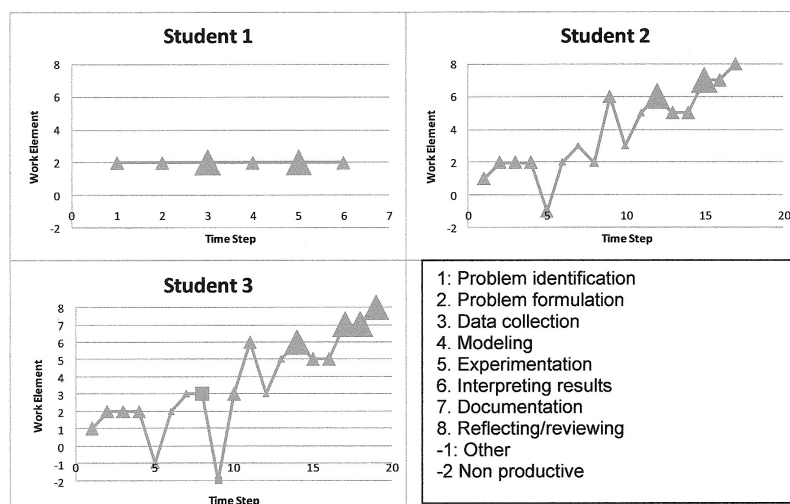 Student 1
8
6
4
2
0
-2
Work Element
0 1 2 3 4 5 6 7
Time Step
Student 2
8
6
4
2
0
-2
Work Element
0 5 10 15 20
Time Step
Student 3
8
7
6
5
4
3
2
1
0
-1
-2
Work Element
0 5 10 15 20
Time Step
1: Problem identification
2. Problem formulation
3. Data collection
4. Modeling
5. Experimentation
6. Interpreting results
7. Documentation
8. Reflecting/reviewing
-1: Other
-2 Non productive